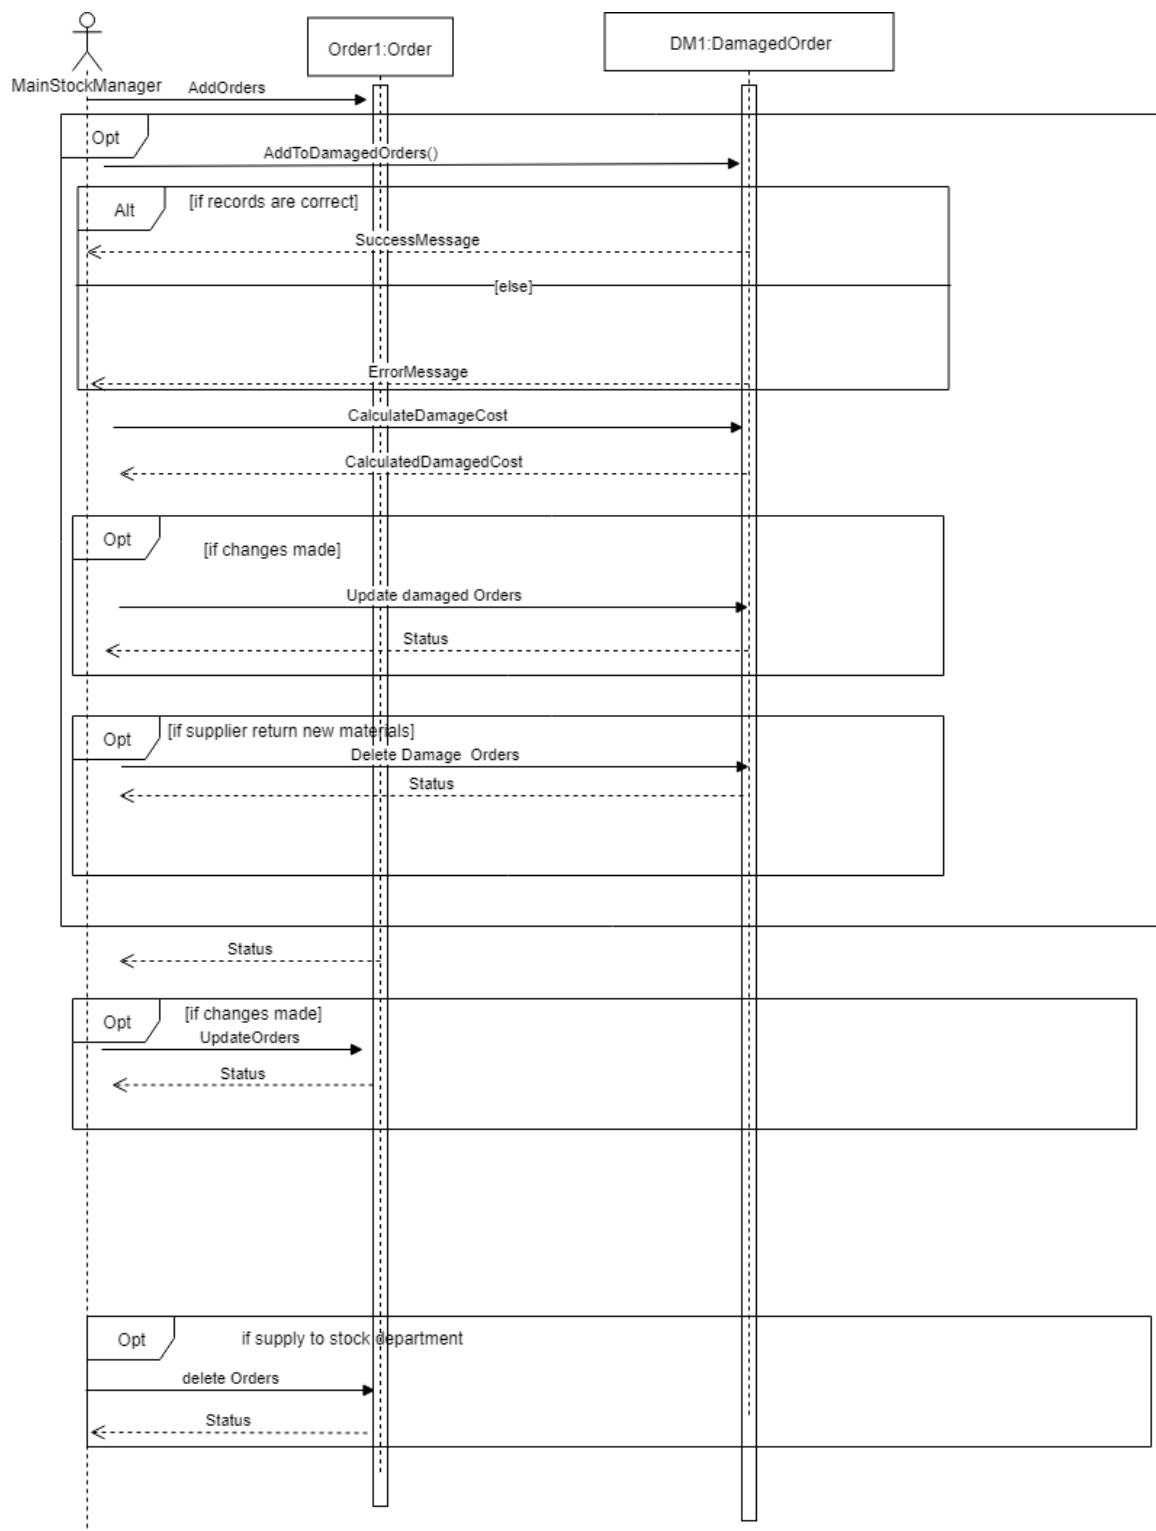 Order1:Order
DM1:DamagedOrder
MainStockManager
AddOrders
Opt
AddToDamagedOrders()
Alt
[if records are correct]
SuccessMessage
[else]
ErrorMessage
CalculateDamageCost
CalculatedDamagedCost
Opt
[if changes made]
Update damaged Orders
Status
Opt
[if supplier return new materials]
Delete Damage  Orders
Status
Status
Opt
[if changes made]
UpdateOrders
Status
Opt
if supply to stock department
delete Orders
Status